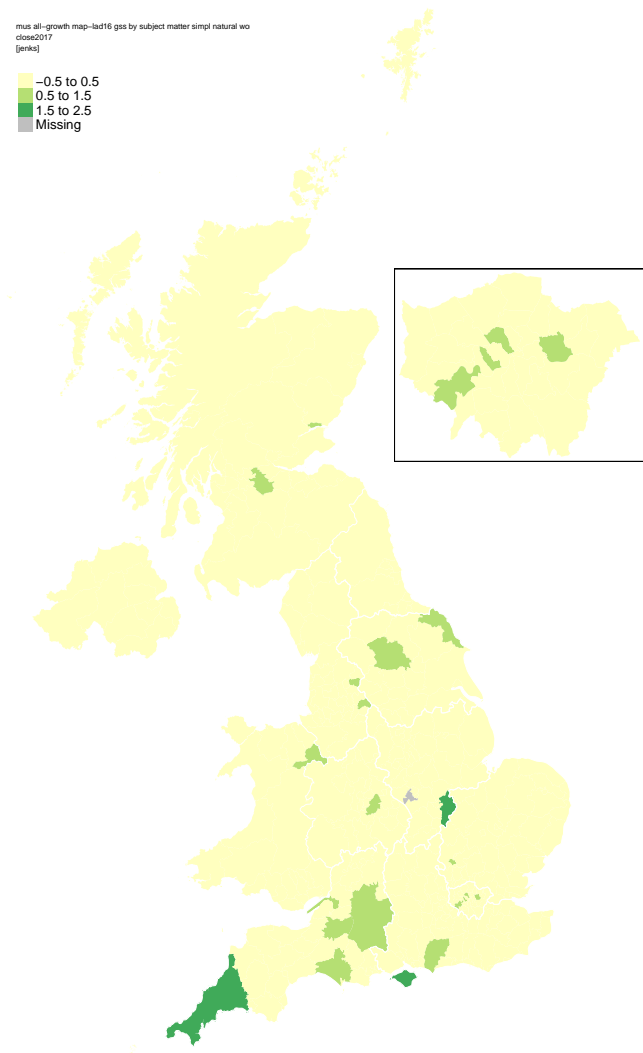 mus all−growth map−lad16 gss by subject matter simpl natural wo
close2017
[jenks]
−0.5 to 0.5
0.5 to 1.5
1.5 to 2.5
Missing